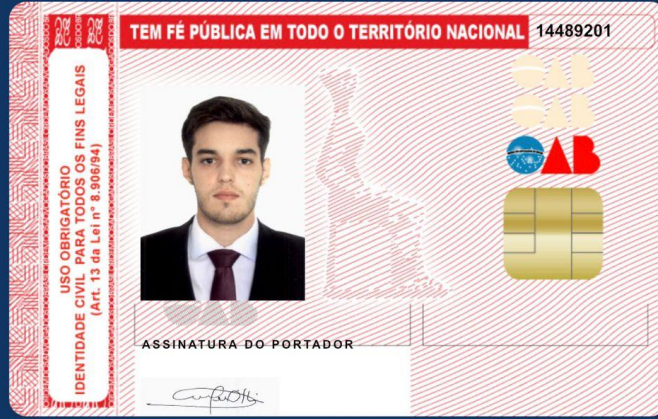 TEM FÉ PÚBLICA EM TODO O TERRITÓRIO NACIONAL 14489201
USO OBRIGATÓRIO
IDENTIDADE CIVIL PARA TODOS OS FINS LEGAIS
(Art. 13 da Lei nº 8.906/94)
OAB
OAB
OAB
ASSINATURA DO PORTADOR